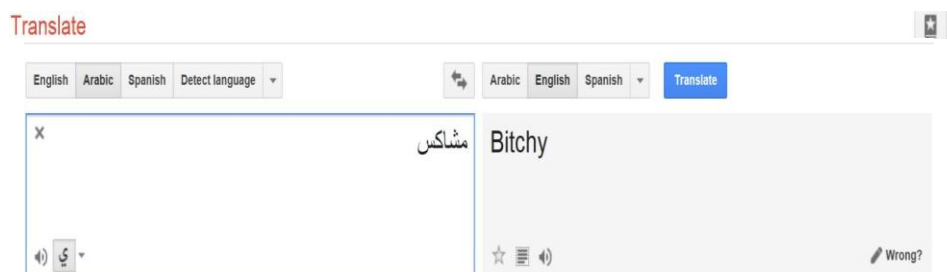 Translate
English Arabic Spanish Detect language Arabic English Spanish Translate
مشاكس Bitchy
ي Wrong?